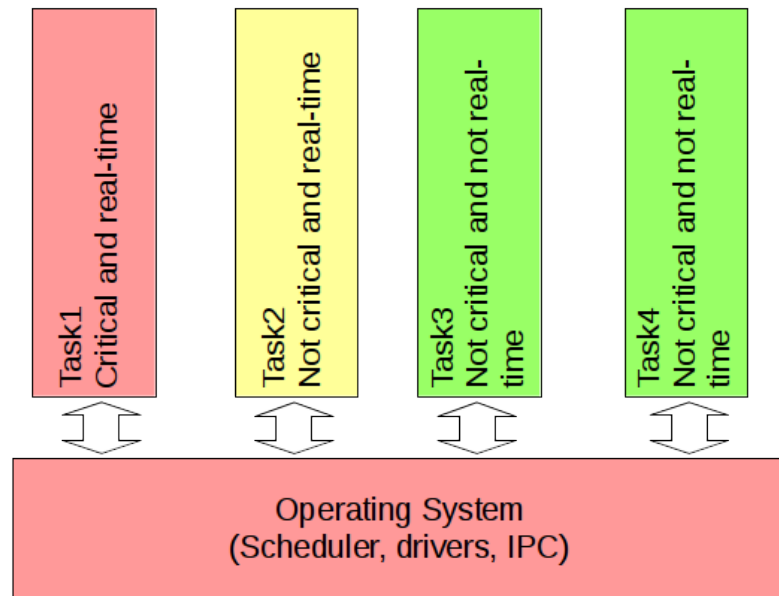 Task1
Critical and real-time
Task2
Not critical and real-time
Task3
Not critical and not real-
time
Task4
Not critical and not real-
time
Operating System
(Scheduler, drivers, IPC)